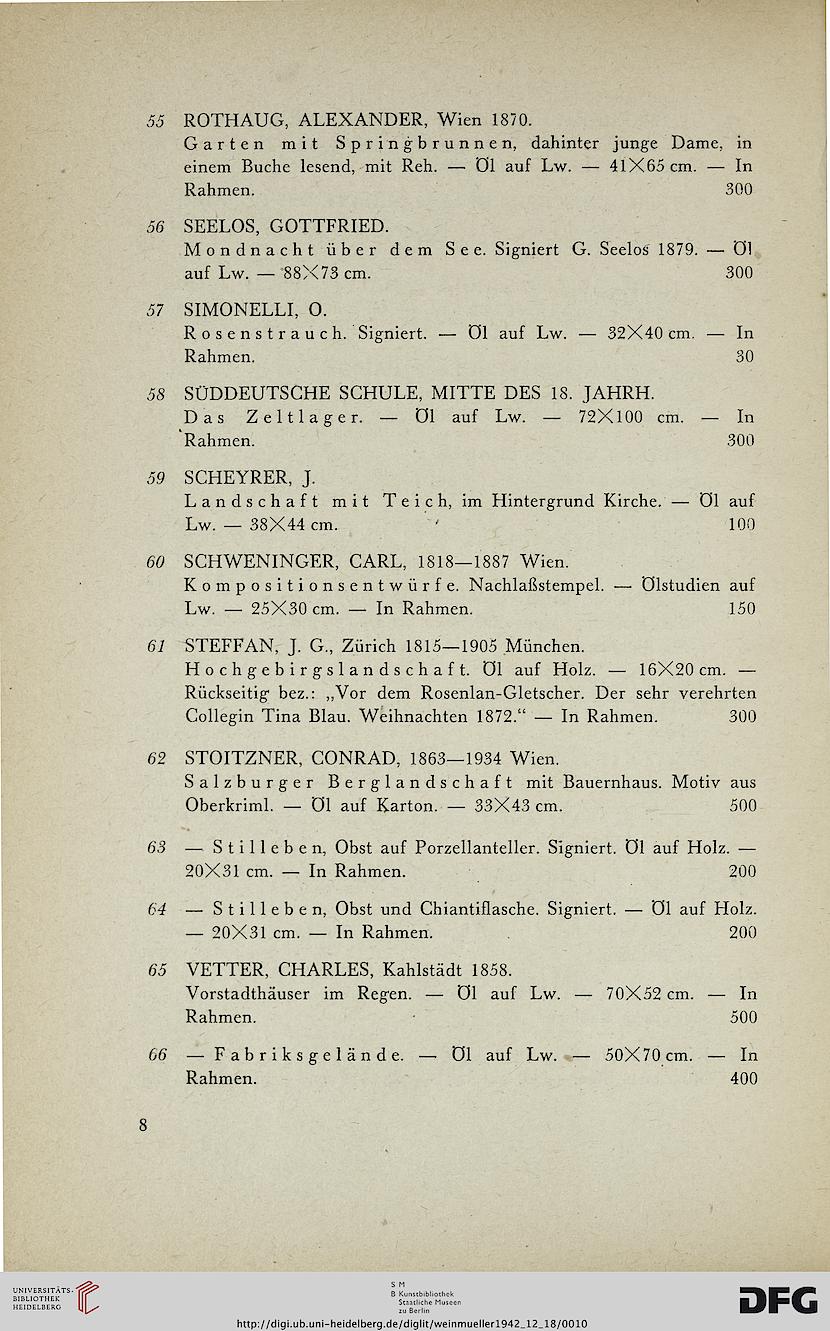 55 ROTHAUG, ALEXANDER, Wien 1870.
Garten mit Springbrunnen, dahinter junge Dame, in
einem Buche lesend, mit Reh. — Öl auf Lw. — 41×65 cm. — In
Rahmen. 300
56 SEELOS, GOTTFRIED.
Mondnacht über dem See. Signiert G. Seelos 1879. — Öl
auf Lw. — 88×73 cm. 300
57 SIMONELLI, O.
Rosenstrauch. Signiert. — Öl auf Lw. — 32×40 cm. — In
Rahmen. 30
58 SÜDDEUTSCHE SCHULE, MITTE DES 18. JAHRH.
Das Zeltlager. — Öl auf Lw. — 72×100 cm. — In
Rahmen. 300
59 SCHEYRER, J.
Landschaft mit Teich, im Hintergrund Kirche. — Öl auf
Lw. — 38×44 cm. 100
60 SCHWENINGER, CARL, 1818—1887 Wien.
Kompositionsentwürfe. Nachlaßstempel. — Ölstudien auf
Lw. — 25×30 cm. — In Rahmen. 150
61 STEFFAN, J. G., Zürich 1815—1905 München.
Hochgebirgslandschaft. Öl auf Holz. — 16×20 cm. —
Rückseitig bez.: „Vor dem Rosenlan-Gletscher. Der sehr verehrten
Collegin Tina Blau. Weihnachten 1872.“ — In Rahmen. 300
62 STOITZNER, CONRAD, 1863—1934 Wien.
Salzburger Berglandschaft mit Bauernhaus. Motiv aus
Oberkriml. — Öl auf Karton. — 33×43 cm. 500
63 — Stilleben, Obst auf Porzellanteller. Signiert. Öl auf Holz. —
20×31 cm. — In Rahmen. 200
64 — Stilleben, Obst und Chiantiflasche. Signiert. — Öl auf Holz.
— 20×31 cm. — In Rahmen. 200
65 VETTER, CHARLES, Kahlstädt 1858.
Vorstadthäuser im Regen. — Öl auf Lw. — 70×52 cm. — In
Rahmen. 500
66 — Fabriksgelände. — Öl auf Lw. — 50×70 cm. — In
Rahmen. 400
8
UNIVERSITÄTS-
BIBLIOTHEK
HEIDELBERG
S M
B Kunstbibliothek
Staatliche Museen
zu Berlin
DFG
http://digi.ub.uni-heidelberg.de/diglit/weinmueller1942_12_18/0010